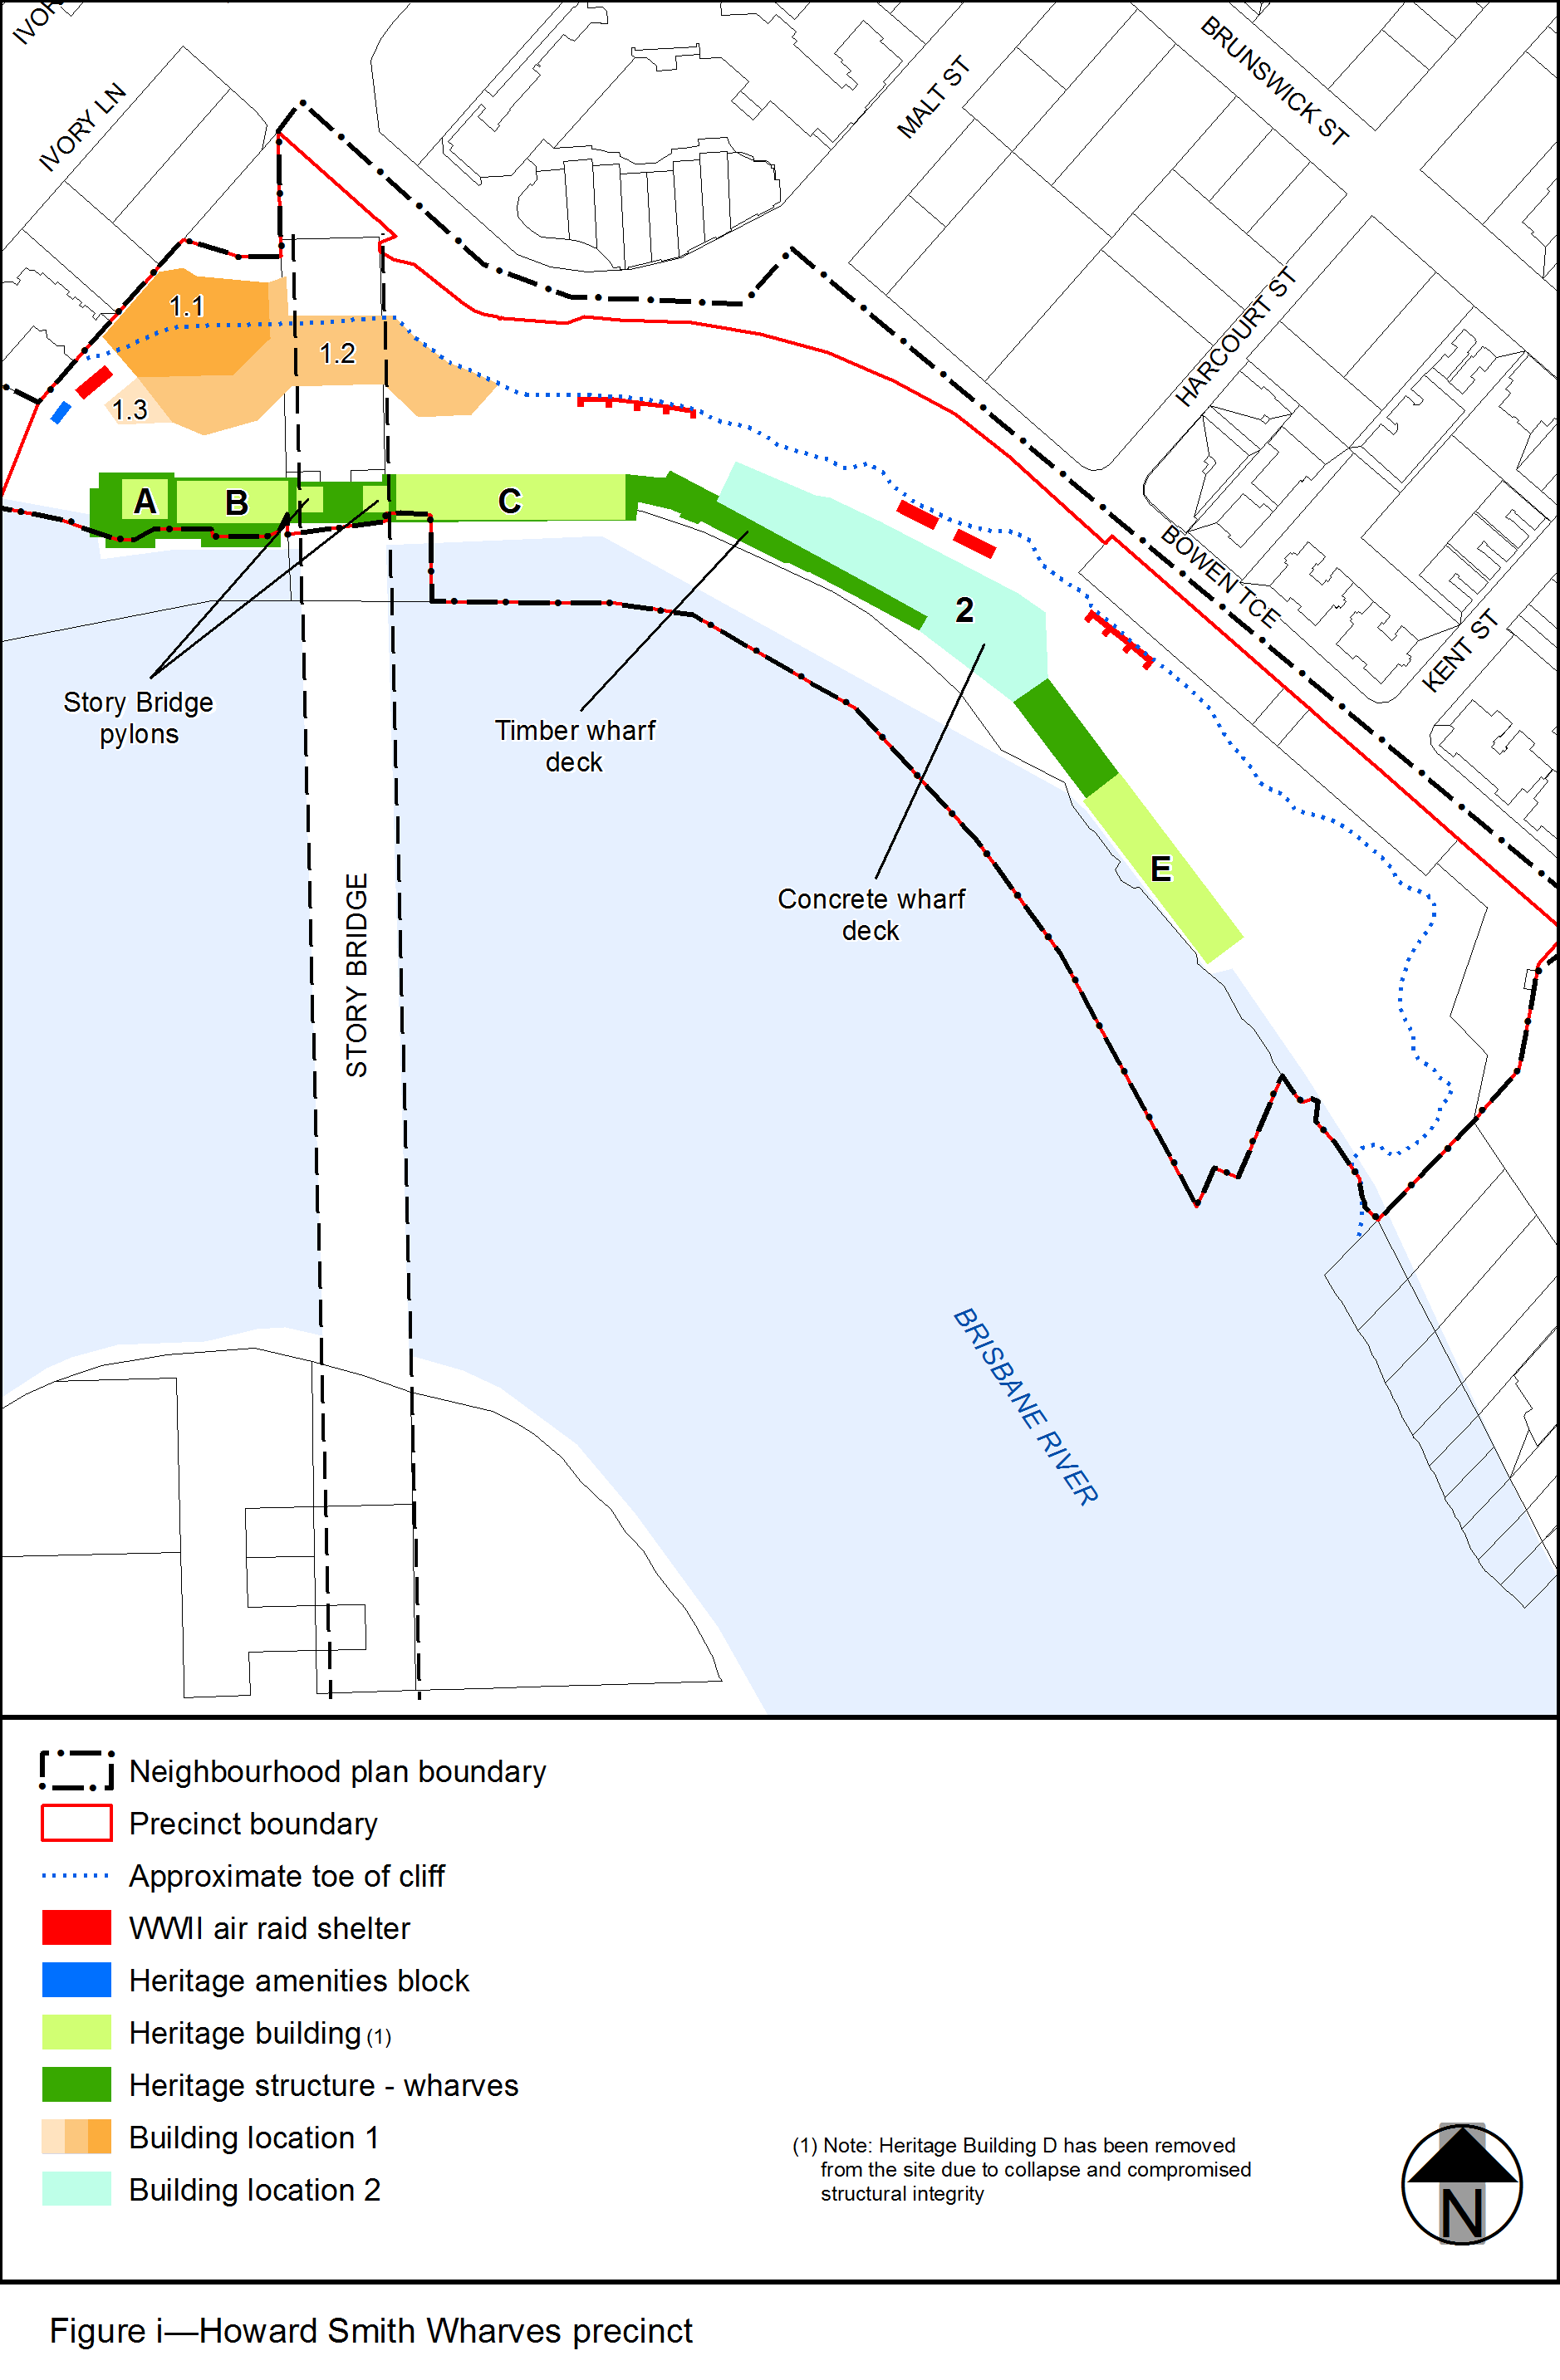 IVORY LN
MALT ST
BRUNSWICK ST
HARCOURT ST
BOWEN TCE
KENT ST
1.1
1.2
1.3
A
B
C
2
E
Story Bridge
pylons
Timber wharf
deck
Concrete wharf
deck
STORY BRIDGE
BRISBANE RIVER
Neighbourhood plan boundary
Precinct boundary
Approximate toe of cliff
WWII air raid shelter
Heritage amenities block
Heritage building (1)
Heritage structure - wharves
Building location 1
Building location 2
(1) Note: Heritage Building D has been removed
from the site due to collapse and compromised
structural integrity
N
Figure i—Howard Smith Wharves precinct